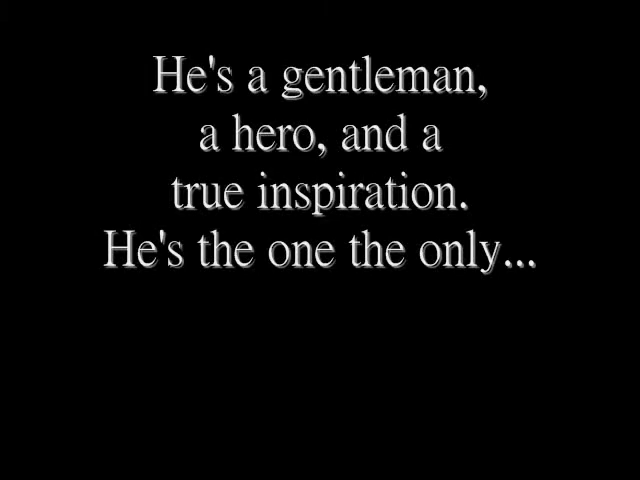 He's a gentleman,
a hero, and a
true inspiration.
He's the one the only...